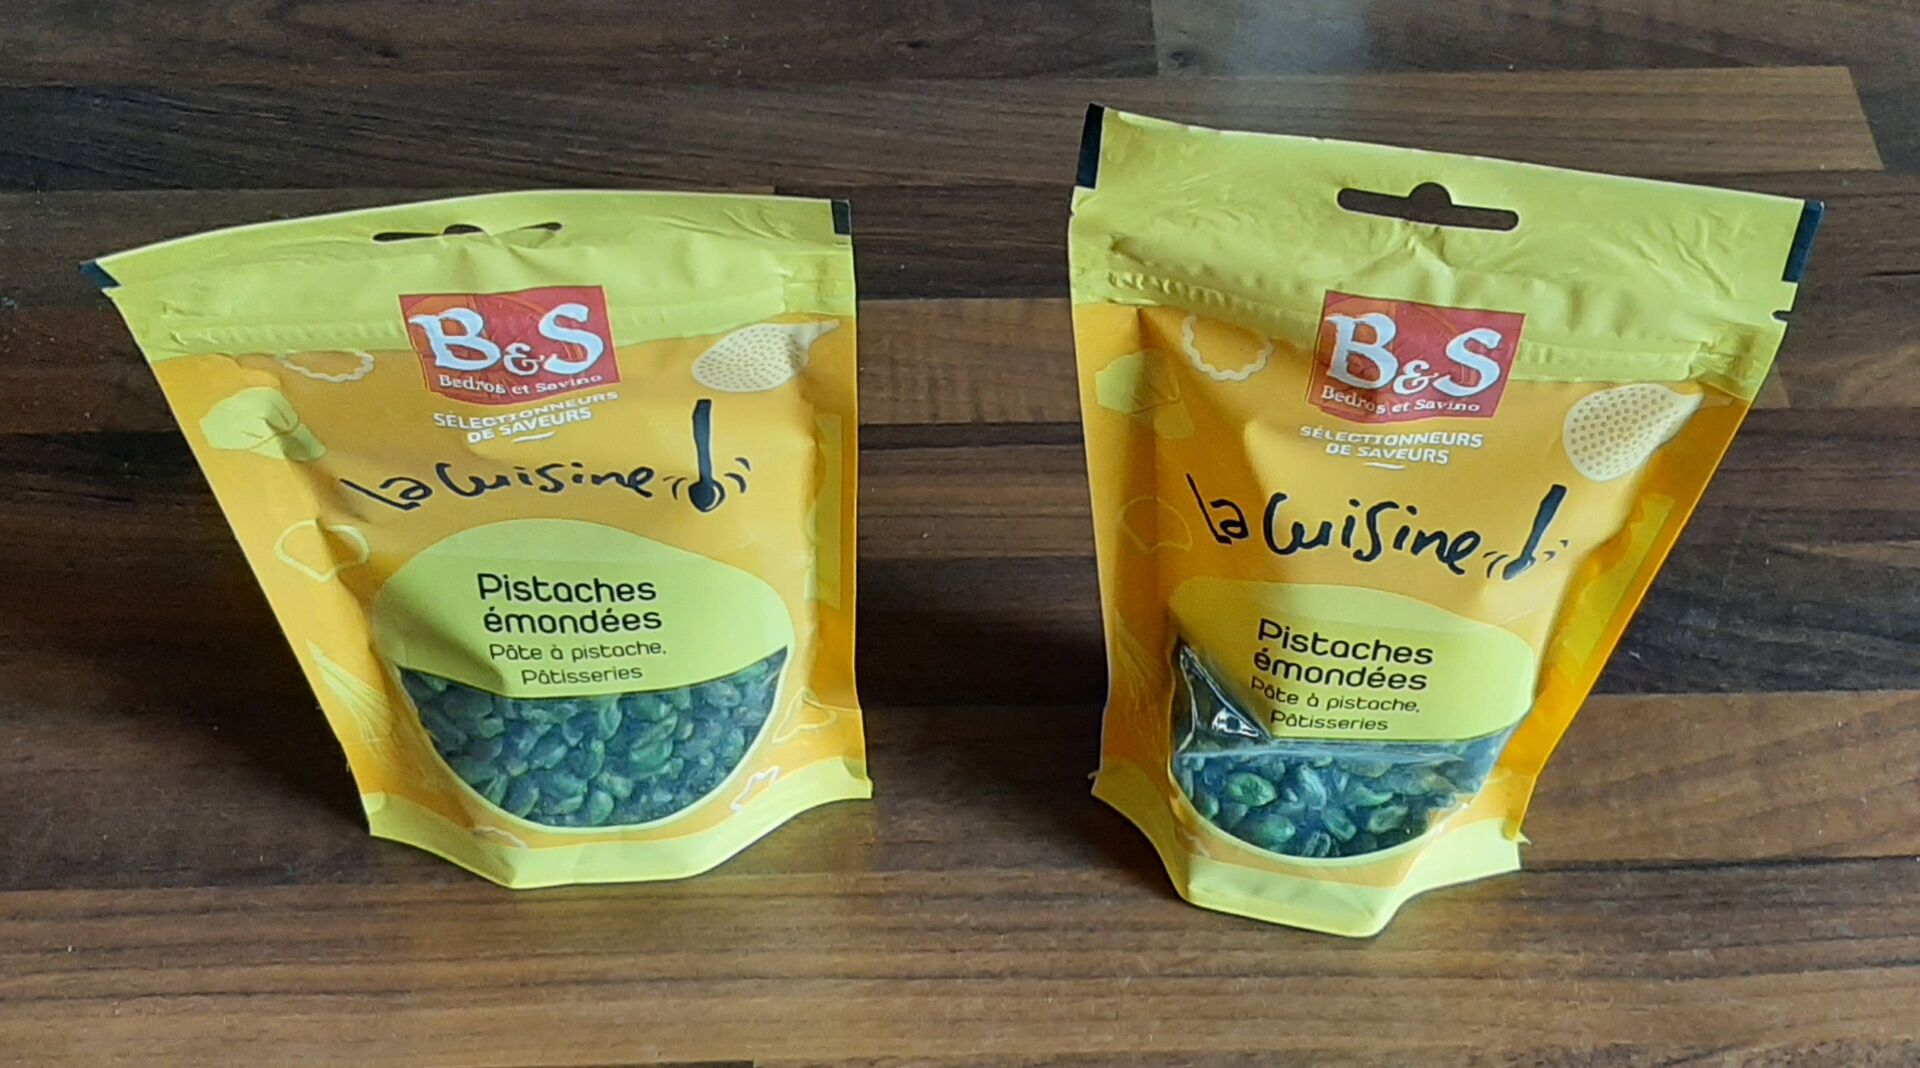 B&S
Bedros et Savino
SÉLECTIONNEURS
DE SAVEURS
La Cuisine
Pistaches
émondées
Pâte à pistache,
Pâtisseries
B&S
Bedros et Savino
SÉLECTIONNEURS
DE SAVEURS
La Cuisine
Pistaches
émondées
Pâte à pistache,
Pâtisseries